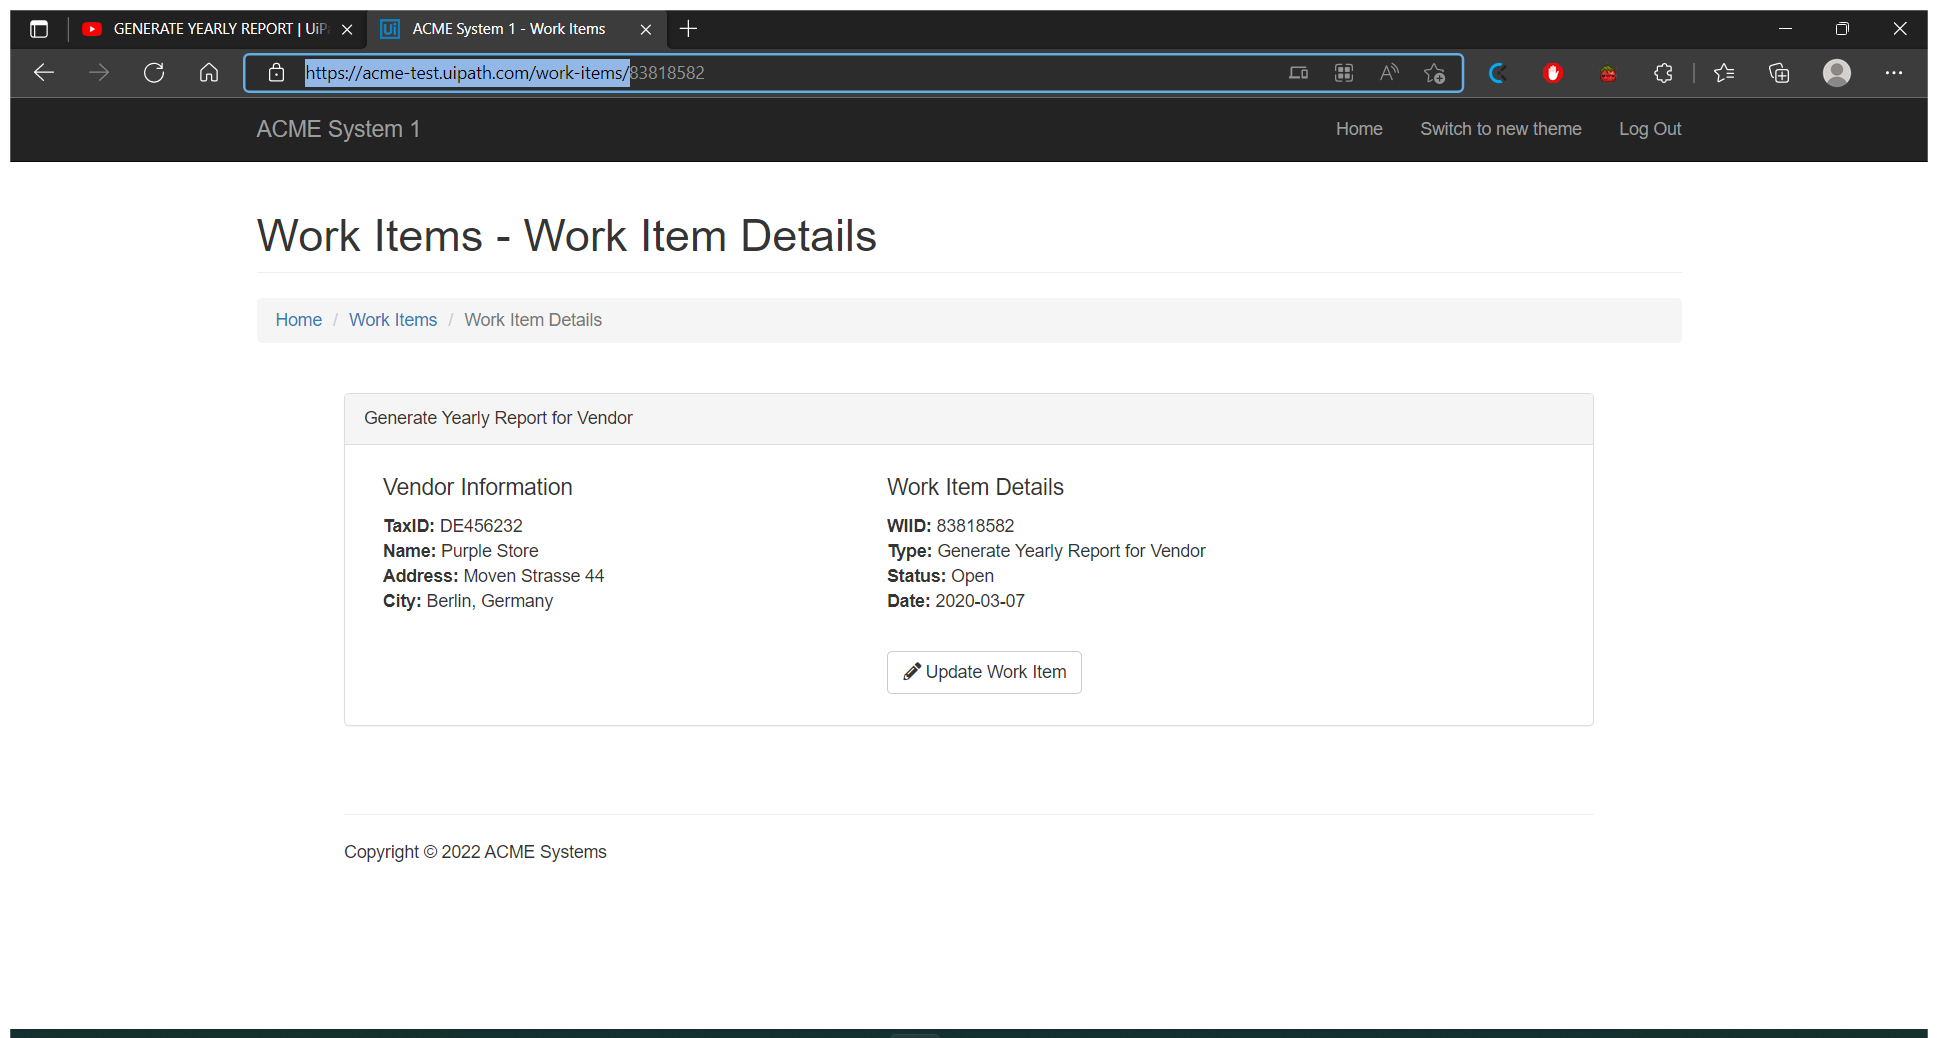 GENERATE YEARLY REPORT | UiPa
Ui ACME System 1 - Work Items
https://acme-test.uipath.com/work-items/83818582
ACME System 1
Home Switch to new theme Log Out
Work Items - Work Item Details
Home / Work Items / Work Item Details
Generate Yearly Report for Vendor
Vendor Information
TaxID: DE456232
Name: Purple Store
Address: Moven Strasse 44
City: Berlin, Germany
Work Item Details
WIID: 83818582
Type: Generate Yearly Report for Vendor
Status: Open
Date: 2020-03-07
Update Work Item
Copyright © 2022 ACME Systems